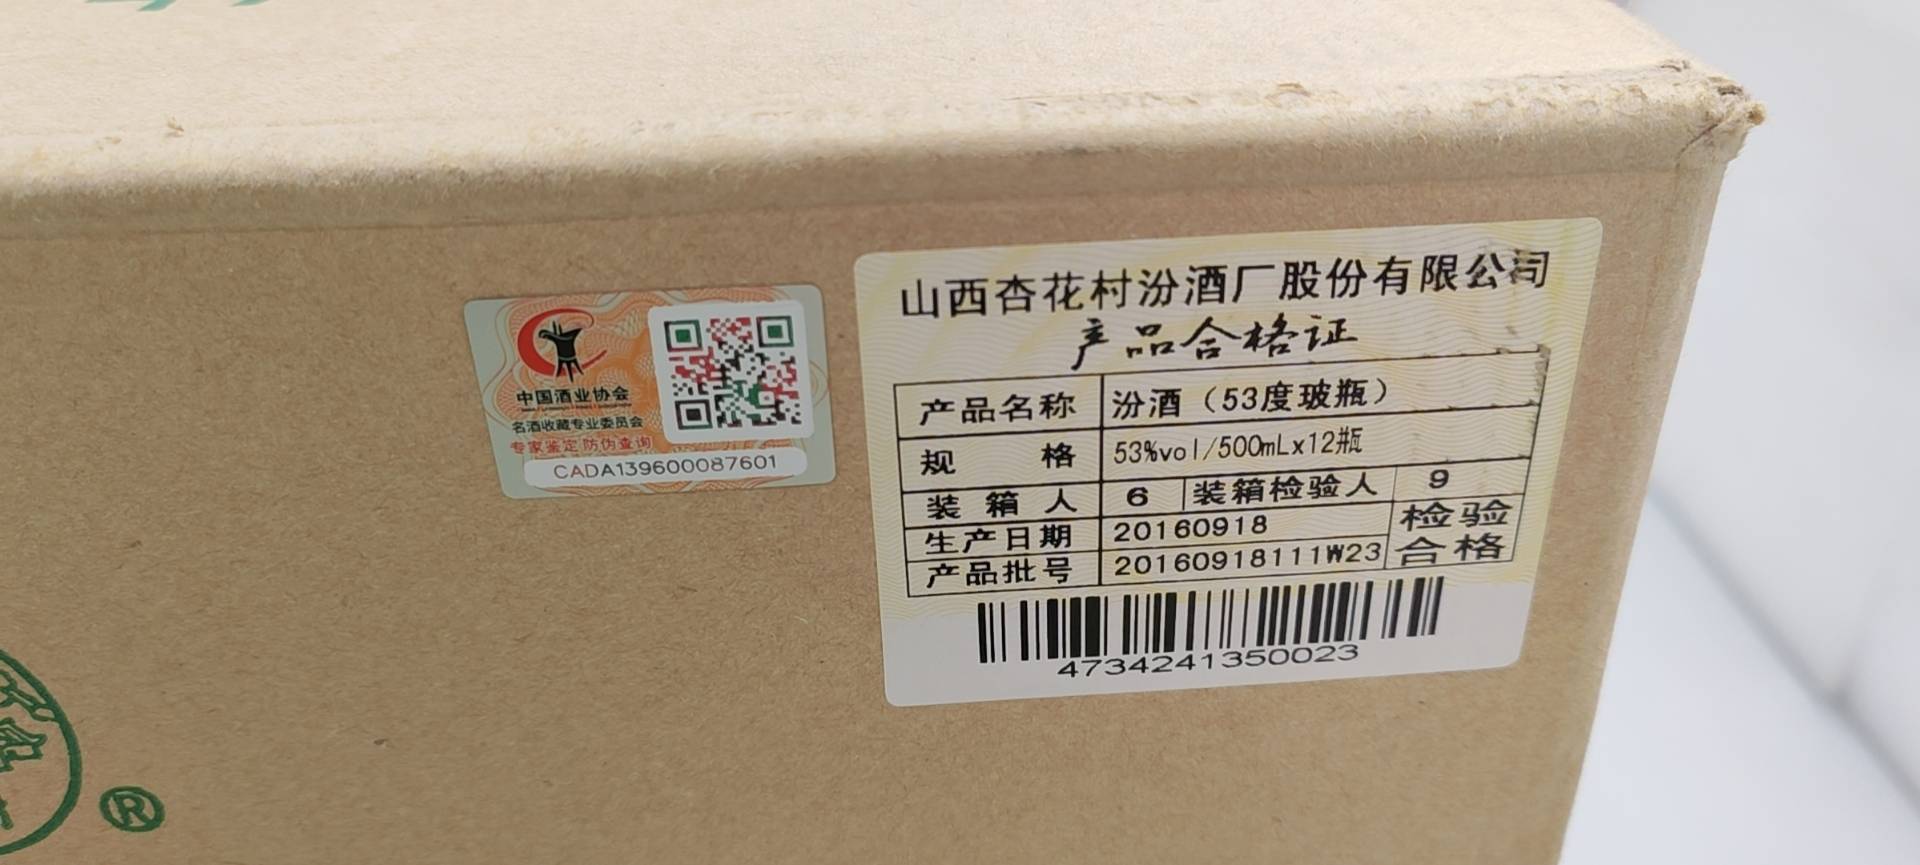 中国酒业协会
名酒收藏专业委员会
专家鉴定 防伪查询
CADA139600087601
山西杏花村汾酒厂股份有限公司
产品合格证
产品名称 汾酒（53度玻瓶）
规格 53%vol/500mLx12瓶
装箱人 6 装箱检验人 9
生产日期 20160918 检验
产品批号 20160918111W23 合格
4734241350023
®